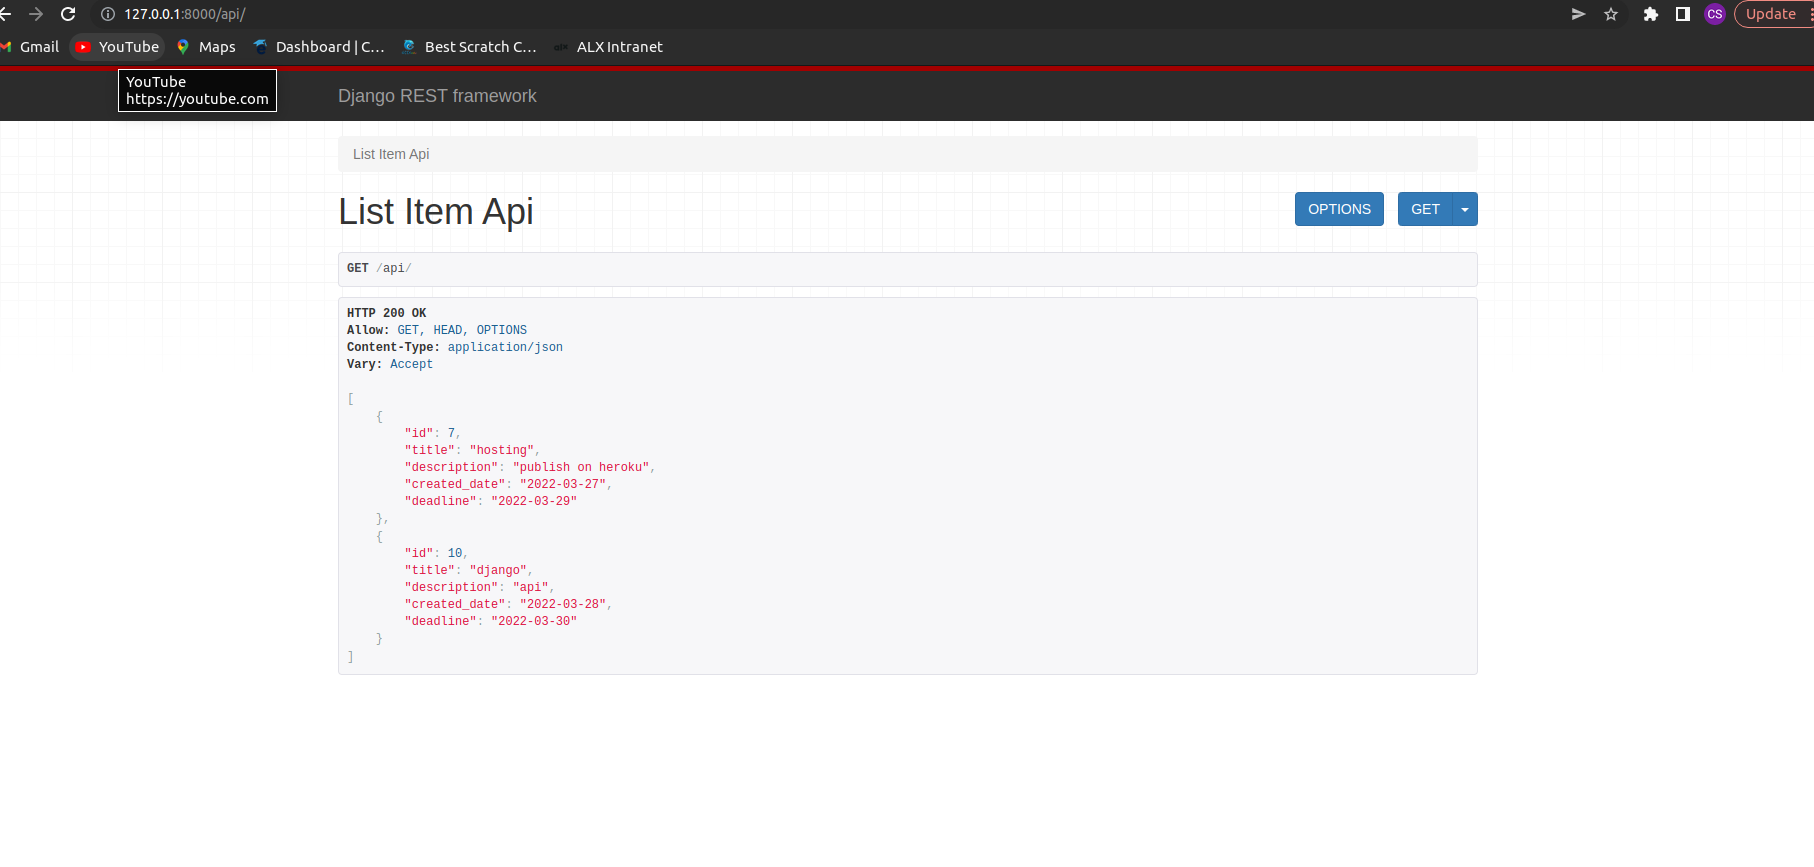 127.0.0.1:8000/api/
CS
Update
Gmail
YouTube
Maps
Dashboard | C...
Best Scratch C...
ALX Intranet
YouTube
https://youtube.com
Django REST framework
List Item Api
List Item Api
OPTIONS
GET
GET /api/
HTTP 200 OK
Allow: GET, HEAD, OPTIONS
Content-Type: application/json
Vary: Accept
[
    {
        "id": 7,
        "title": "hosting",
        "description": "publish on heroku",
        "created_date": "2022-03-27",
        "deadline": "2022-03-29"
    },
    {
        "id": 10,
        "title": "django",
        "description": "api",
        "created_date": "2022-03-28",
        "deadline": "2022-03-30"
    }
]